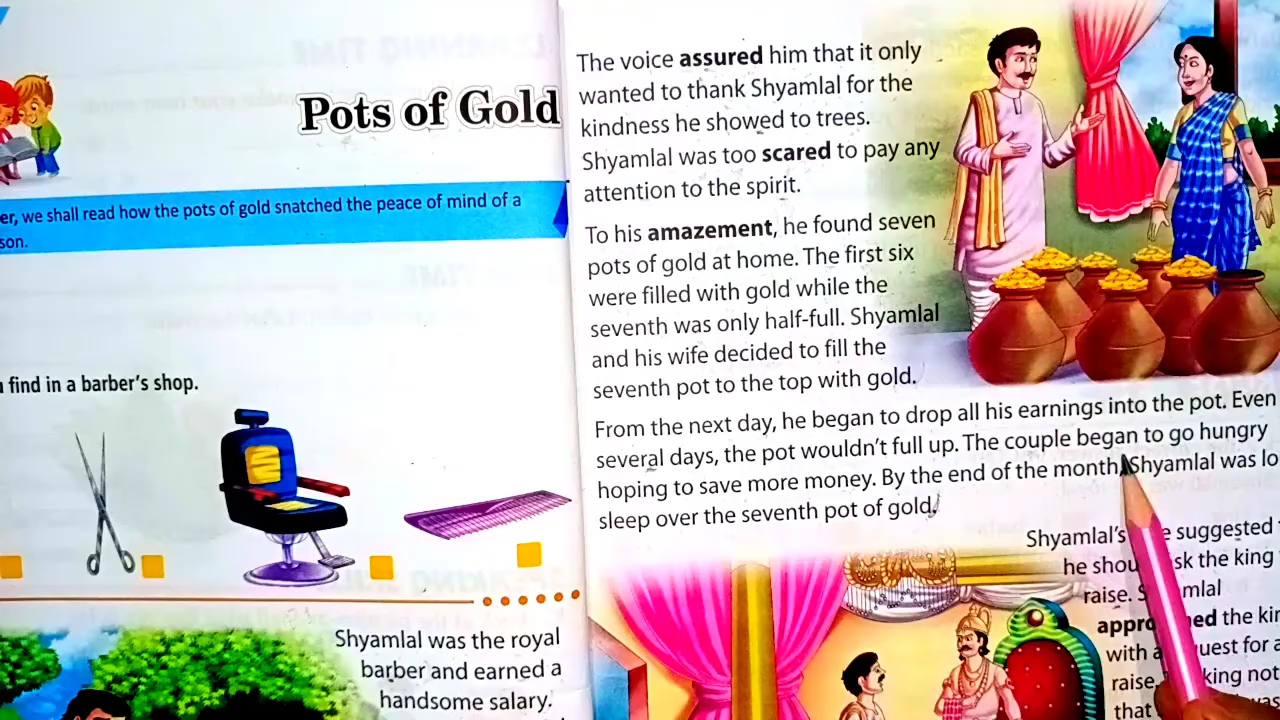 Pots of Gold
er, we shall read how the pots of gold snatched the peace of mind of a
son.
find in a barber's shop.
Shyamlal was the royal
barber and earned a
handsome salary.
The voice assured him that it only
wanted to thank Shyamlal for the
kindness he showed to trees.
Shyamlal was too scared to pay any
attention to the spirit.
To his amazement, he found seven
pots of gold at home. The first six
were filled with gold while the
seventh was only half-full. Shyamlal
and his wife decided to fill the
seventh pot to the top with gold.
From the next day, he began to drop all his earnings into the pot. Even
several days, the pot wouldn't full up. The couple began to go hungry
hoping to save more money. By the end of the month, Shyamlal was lo
sleep over the seventh pot of gold.
Shyamlal's suggested
he shou sk the king
raise. S mlal
appro hed the kin
with a uest for a
raise. king not
that